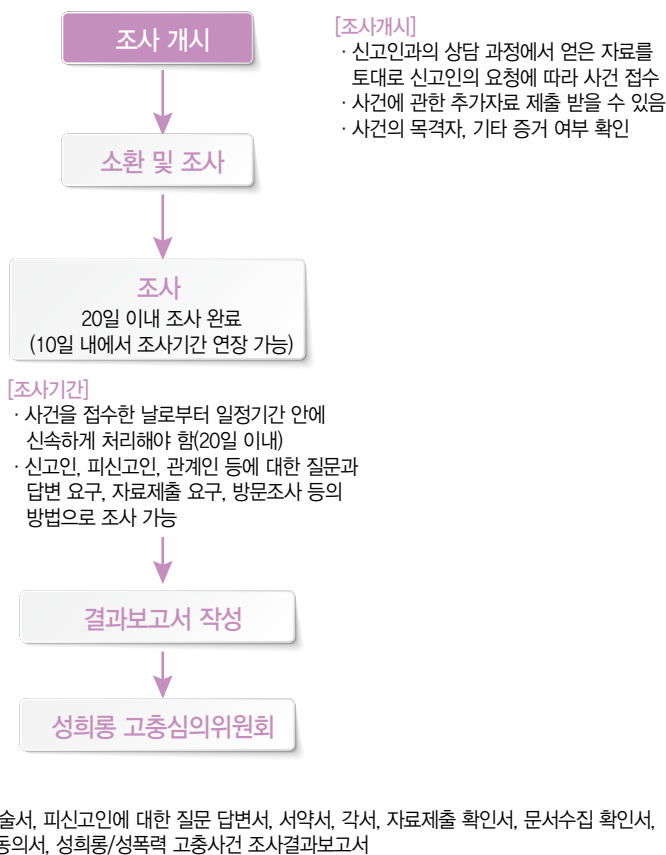 조사 개시
[조사개시]
· 신고인과의 상담 과정에서 얻은 자료를
토대로 신고인의 요청에 따라 사건 접수
· 사건에 관한 추가자료 제출 받을 수 있음
· 사건의 목격자, 기타 증거 여부 확인
소환 및 조사
조사
20일 이내 조사 완료
(10일 내에서 조사기간 연장 가능)
[조사기간]
· 사건을 접수한 날로부터 일정기간 안에
신속하게 처리해야 함(20일 이내)
· 신고인, 피신고인, 관계인 등에 대한 질문과
답변 요구, 자료제출 요구, 방문조사 등의
방법으로 조사 가능
결과보고서 작성
성희롱 고충심의위원회
술서, 피신고인에 대한 질문 답변서, 서약서, 각서, 자료제출 확인서, 문서수집 확인서,
동의서, 성희롱/성폭력 고충사건 조사결과보고서